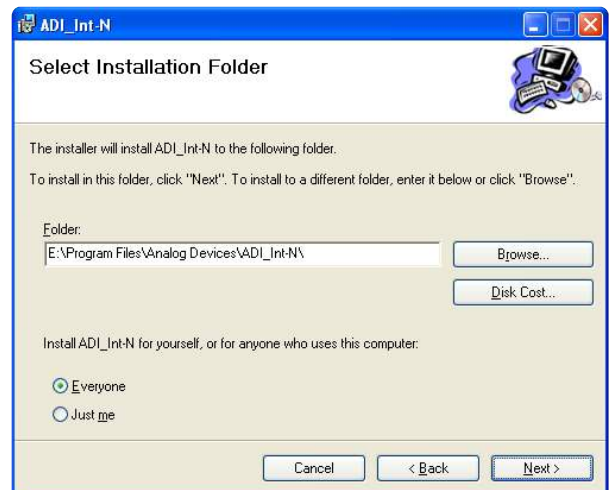 ADI_Int-N
Select Installation Folder
The installer will install ADI_Int-N to the following folder.
To install in this folder, click "Next". To install to a different folder, enter it below or click "Browse".
Folder:
E:\Program Files\Analog Devices\ADI_Int-N\
Browse...
Disk Cost...
Install ADI_Int-N for yourself, or for anyone who uses this computer:
Everyone
Just me
Cancel
< Back
Next >